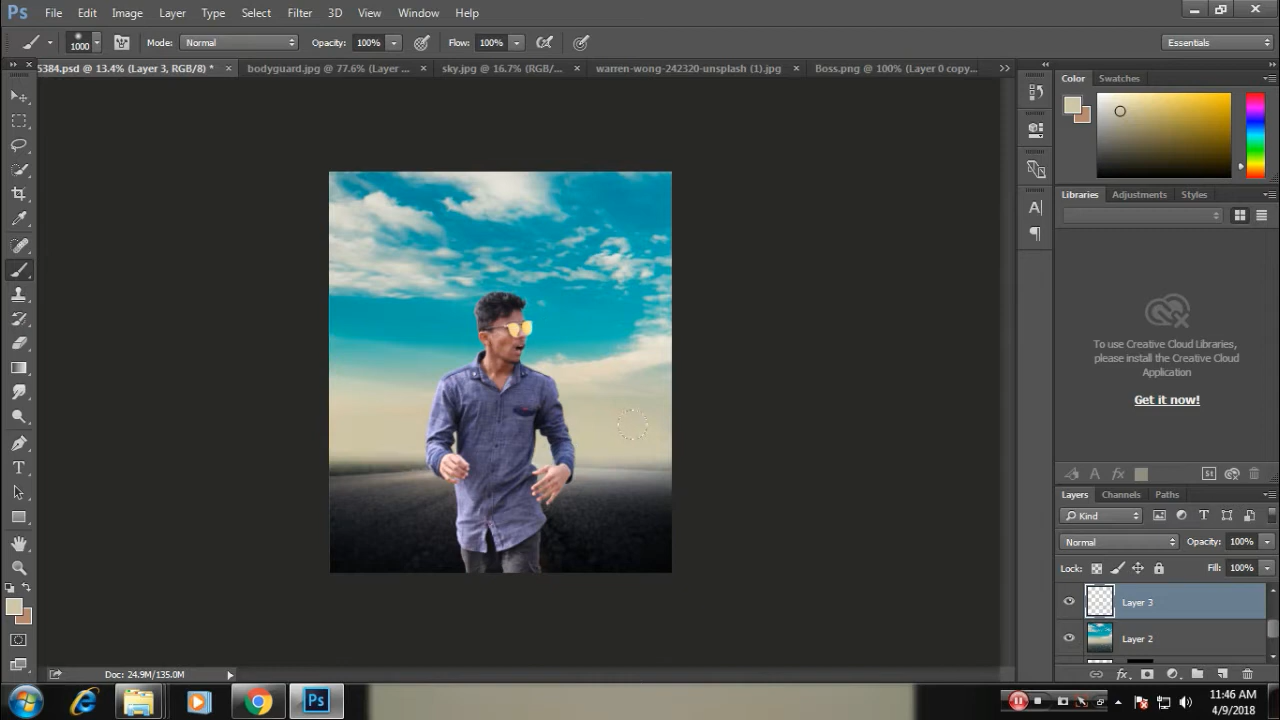 Ps File Edit Image Layer Type Select Filter 3D View Window Help
1000 Mode: Normal Opacity: 100% Flow: 100% Essentials
5384.psd @ 13.4% (Layer 3, RGB/8) * × bodyguard.jpg @ 77.6% (Layer ... × sky.jpg @ 16.7% (RGB/... × warren-wong-242320-unsplash (1).jpg × Boss.png @ 100% (Layer 0 copy...
Color Swatches
Libraries Adjustments Styles
To use Creative Cloud Libraries,
please install the Creative Cloud
Application
Get it now!
St
Layers Channels Paths
Kind
Normal Opacity: 100%
Lock: Fill: 100%
Layer 3
Layer 2
Doc: 24.9M/135.0M
Ps
11:46 AM
4/9/2018